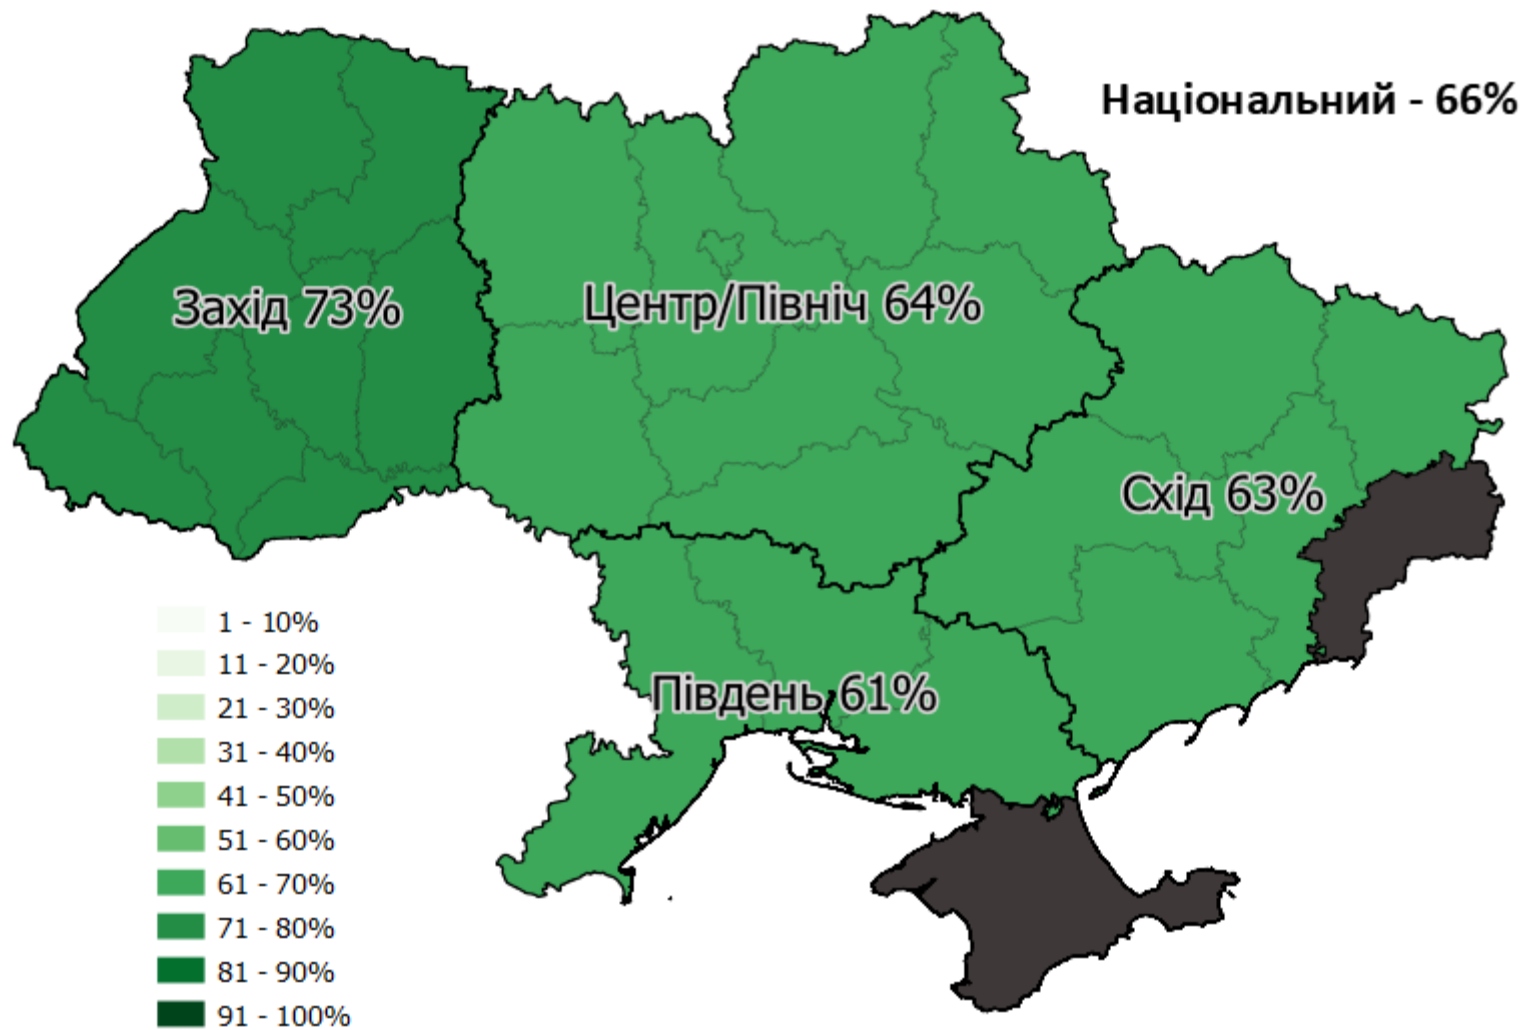 Національний - 66%
Захід 73%
Центр/Північ 64%
Схід 63%
Південь 61%
1 - 10%
11 - 20%
21 - 30%
31 - 40%
41 - 50%
51 - 60%
61 - 70%
71 - 80%
81 - 90%
91 - 100%